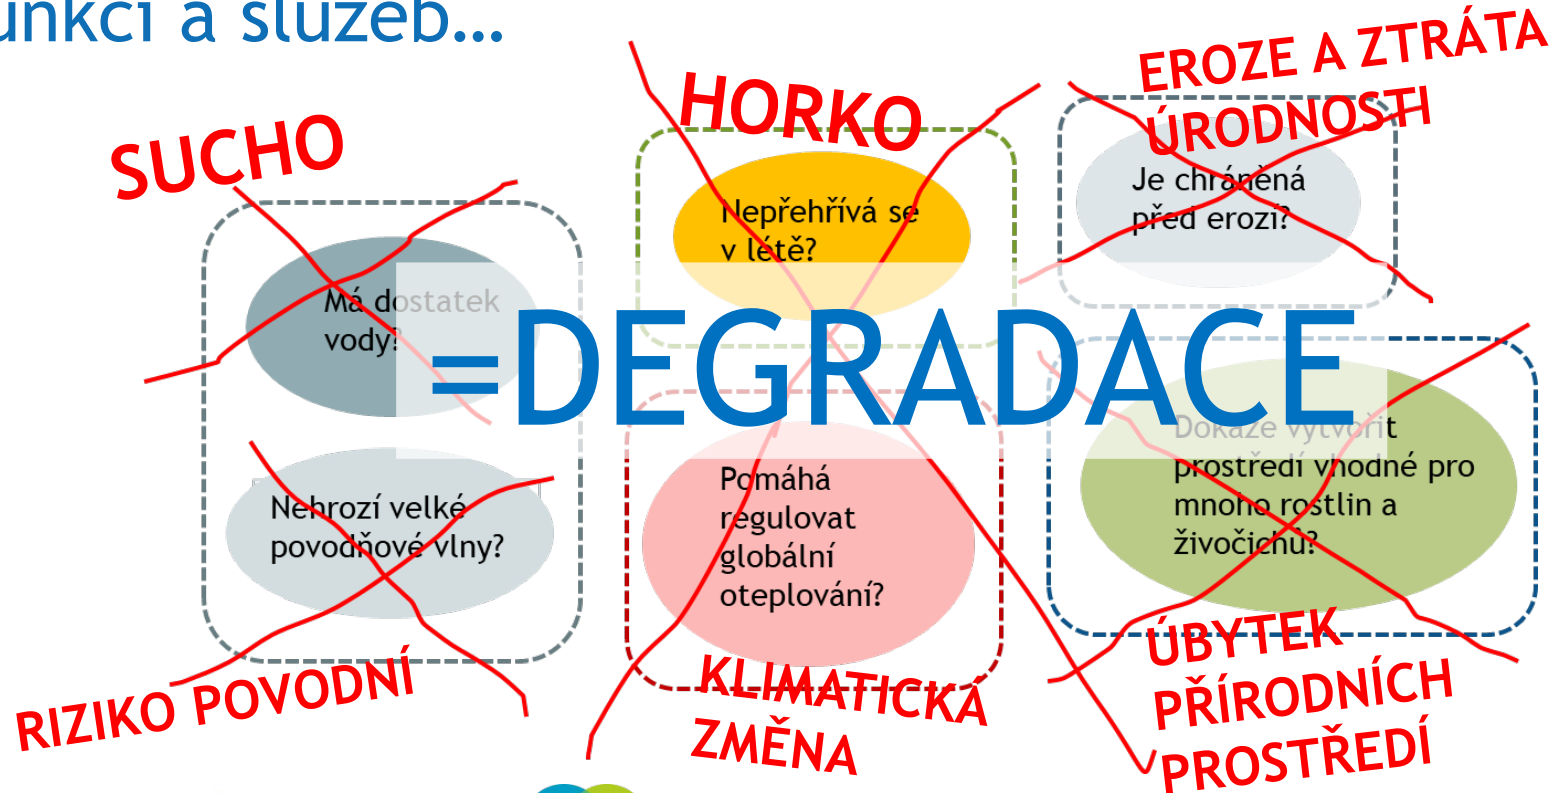 a služeb…
SUCHO
HORKO
EROZE A ZTRÁTA
ÚRODNOSTI
Má dostatek
vody?
Nepřehřívá se
v létě?
Je chráněná
před erozí?
=DEGRADACE
Nehrozí velké
povodňové vlny?
Pomáhá
regulovat
globální
oteplování?
Dokáže vytvořit
prostředí vhodné pro
mnoho rostlin a
živočichů?
RIZIKO POVODNÍ
KLIMATICKÁ
ZMĚNA
ÚBYTEK
PŘÍRODNÍCH
PROSTŘEDÍ